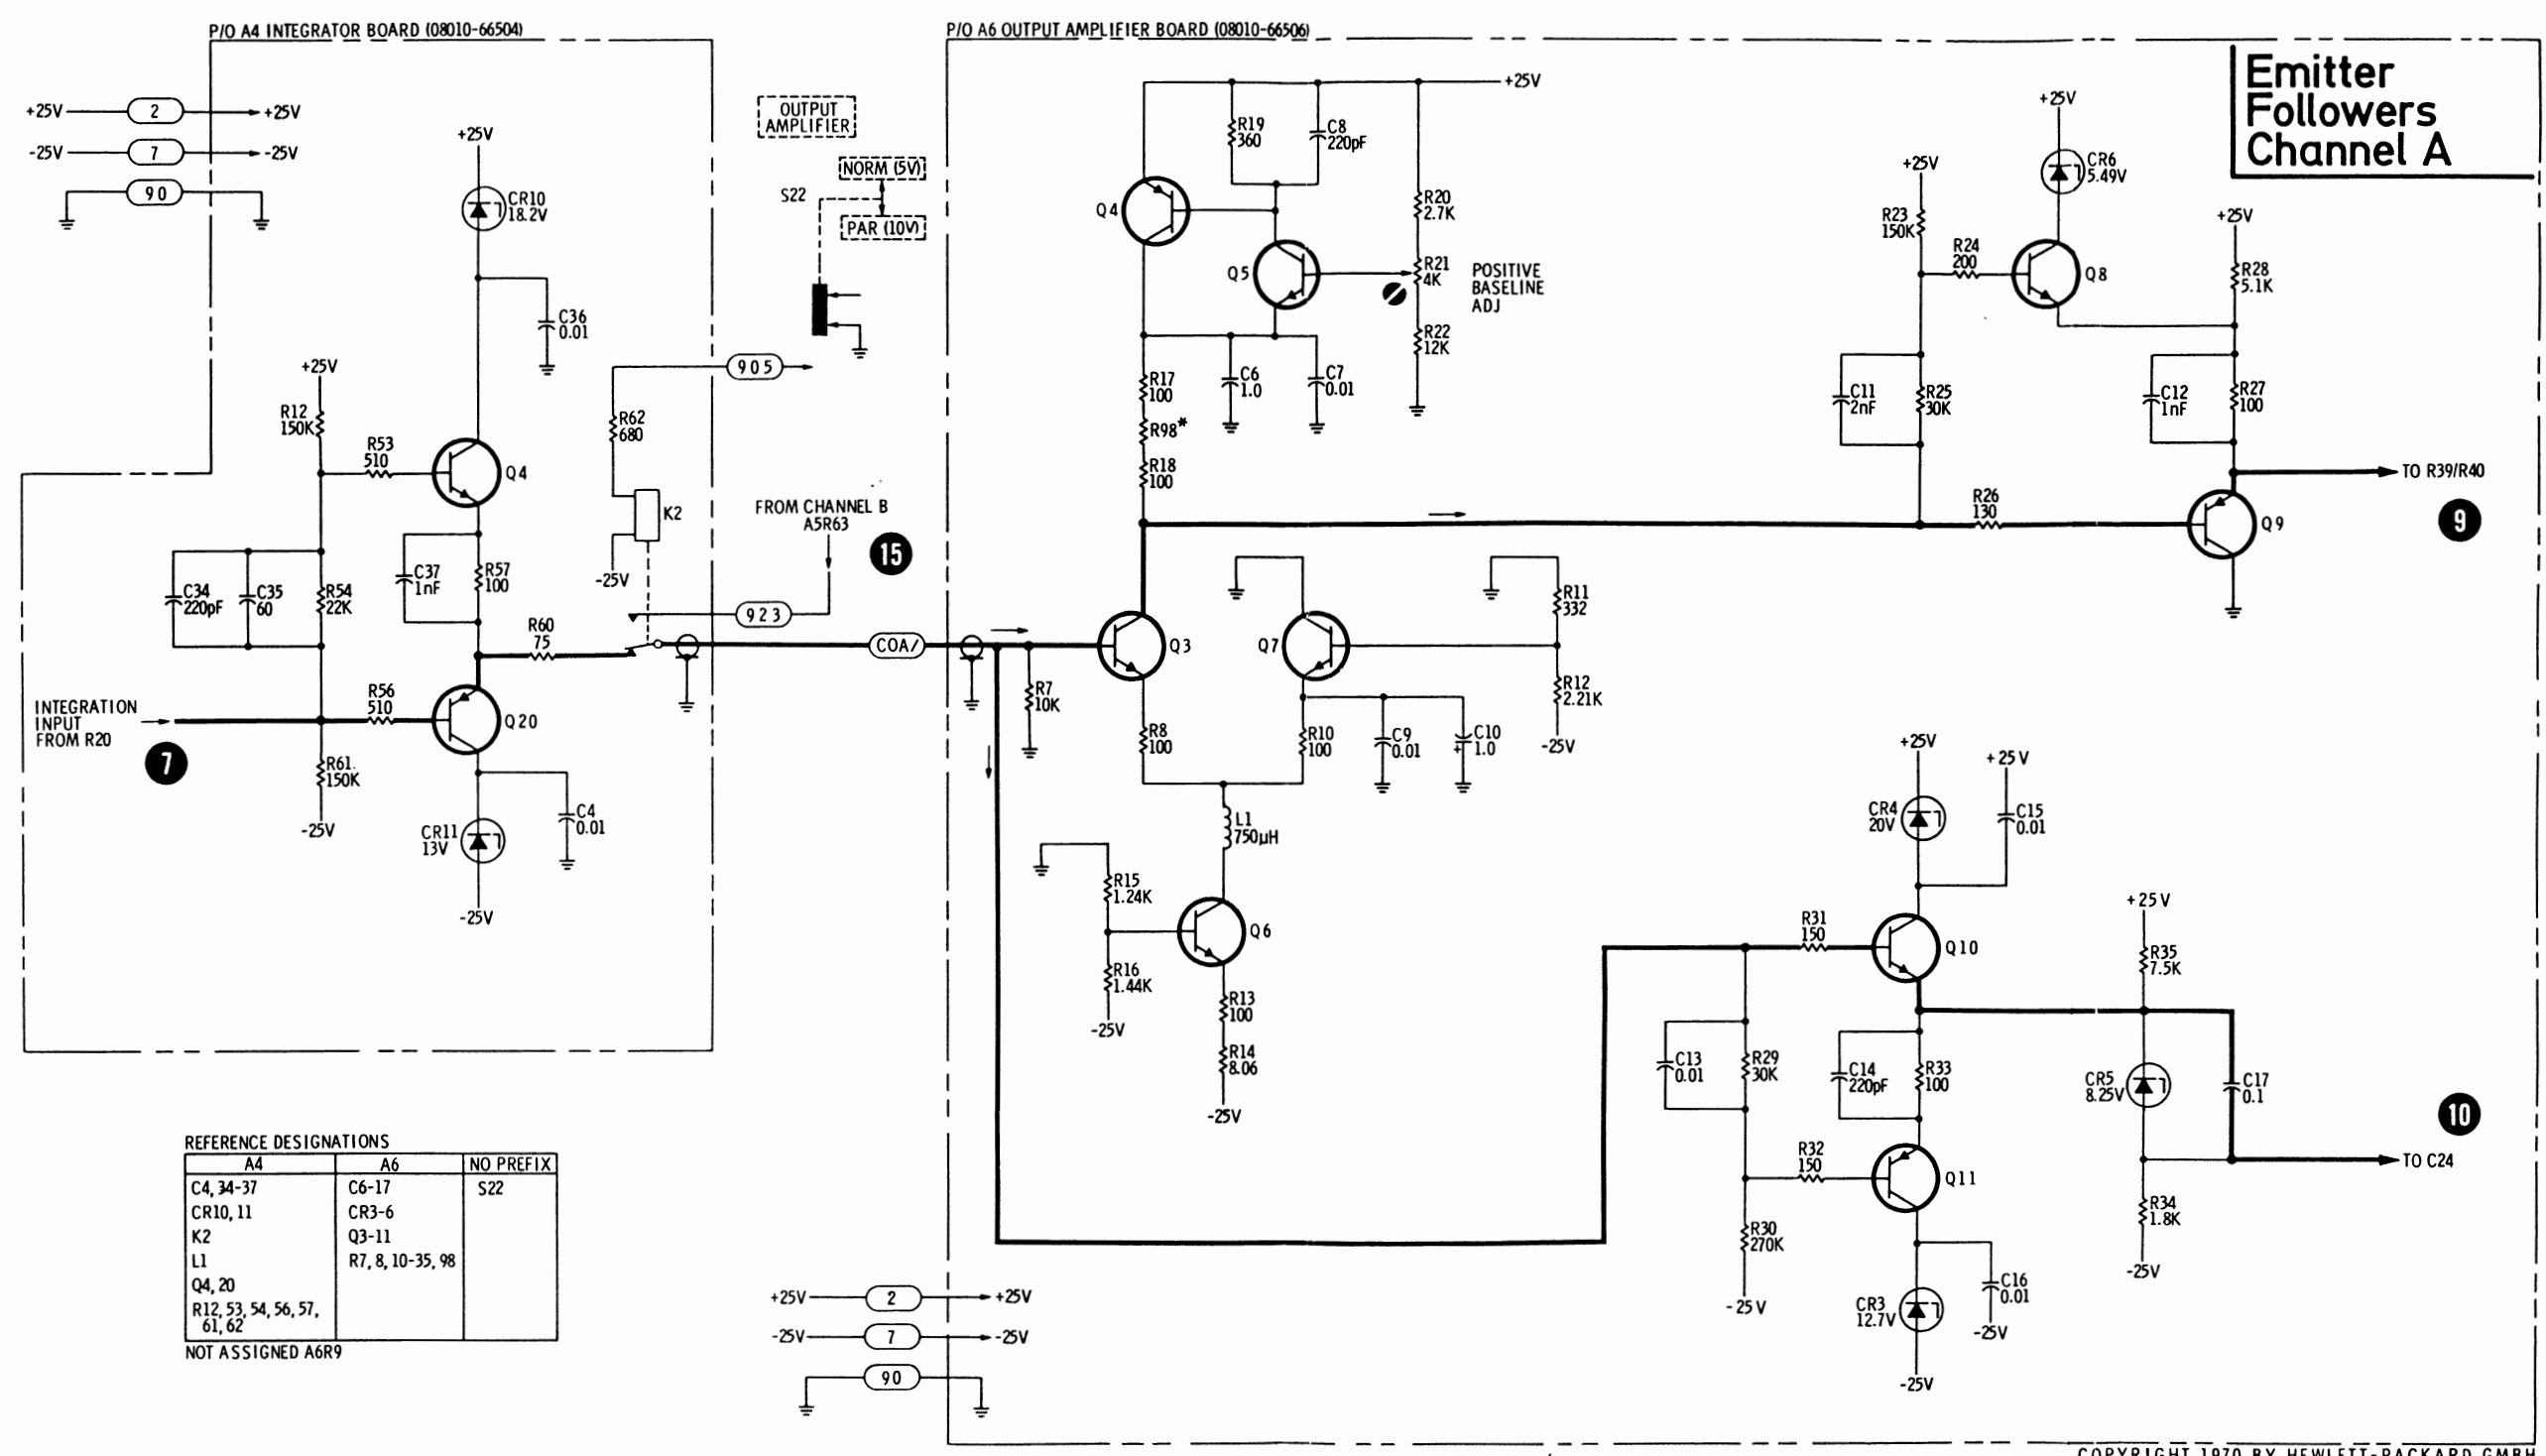 P/O A4 INTEGRATOR BOARD (08010-66504)
+25V
2
+25V
-25V
7
-25V
90
+25V
CR10
18.2V
C36
0.01
+25V
R12
150K
R53
510
Q4
C34
220pF
C35
60
R54
22K
C37
1nF
R57
100
R60
75
INTEGRATION
INPUT
FROM R20
7
R56
510
Q20
R61.
150K
-25V
CR11
13V
C4
0.01
-25V
R62
680
K2
-25V
OUTPUT
AMPLIFIER
NORM (5V)
S22
PAR (10V)
905
FROM CHANNEL B
A5R63
15
923
COA/
P/O A6 OUTPUT AMPLIFIER BOARD (08010-66506)
Emitter
Followers
Channel A
+25V
R19
360
C8
220pF
Q4
R20
2.7K
Q5
R21
4K
POSITIVE
BASELINE
ADJ
R22
12K
R17
100
C6
1.0
C7
0.01
R98*
R18
100
+25V
CR6
5.49V
+25V
R23
150K
R24
200
Q8
+25V
R28
5.1K
C11
2nF
R25
30K
C12
1nF
R27
100
TO R39/R40
R26
130
Q9
9
Q3
Q7
R11
332
R12
2.21K
-25V
R7
10K
R8
100
R10
100
C9
0.01
C10
+ 1.0
L1
750µH
R15
1.24K
Q6
R16
1.44K
-25V
R13
100
R14
8.06
-25V
+25V
+25V
CR4
20V
C15
0.01
R31
150
Q10
+25V
R35
7.5K
C13
0.01
R29
30K
C14
220pF
R33
100
CR5
8.25V
C17
0.1
10
R32
150
Q11
TO C24
R30
270K
-25V
R34
1.8K
-25V
CR3
12.7V
C16
0.01
-25V
-25V
REFERENCE DESIGNATIONS
A4 A6 NO PREFIX
C4, 34-37 C6-17 S22
CR10, 11 CR3-6
K2 Q3-11
L1 R7, 8, 10-35, 98
Q4, 20
R12, 53, 54, 56, 57,
61, 62
NOT ASSIGNED A6R9
+25V
2
+25V
-25V
7
-25V
90
COPYRIGHT 1970 BY HEWLETT-PACKARD GMBH